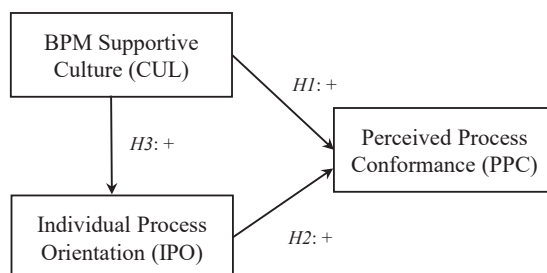 BPM Supportive
Culture (CUL)
H1: +
H3: +
Perceived Process
Conformance (PPC)
Individual Process
Orientation (IPO)
H2: +